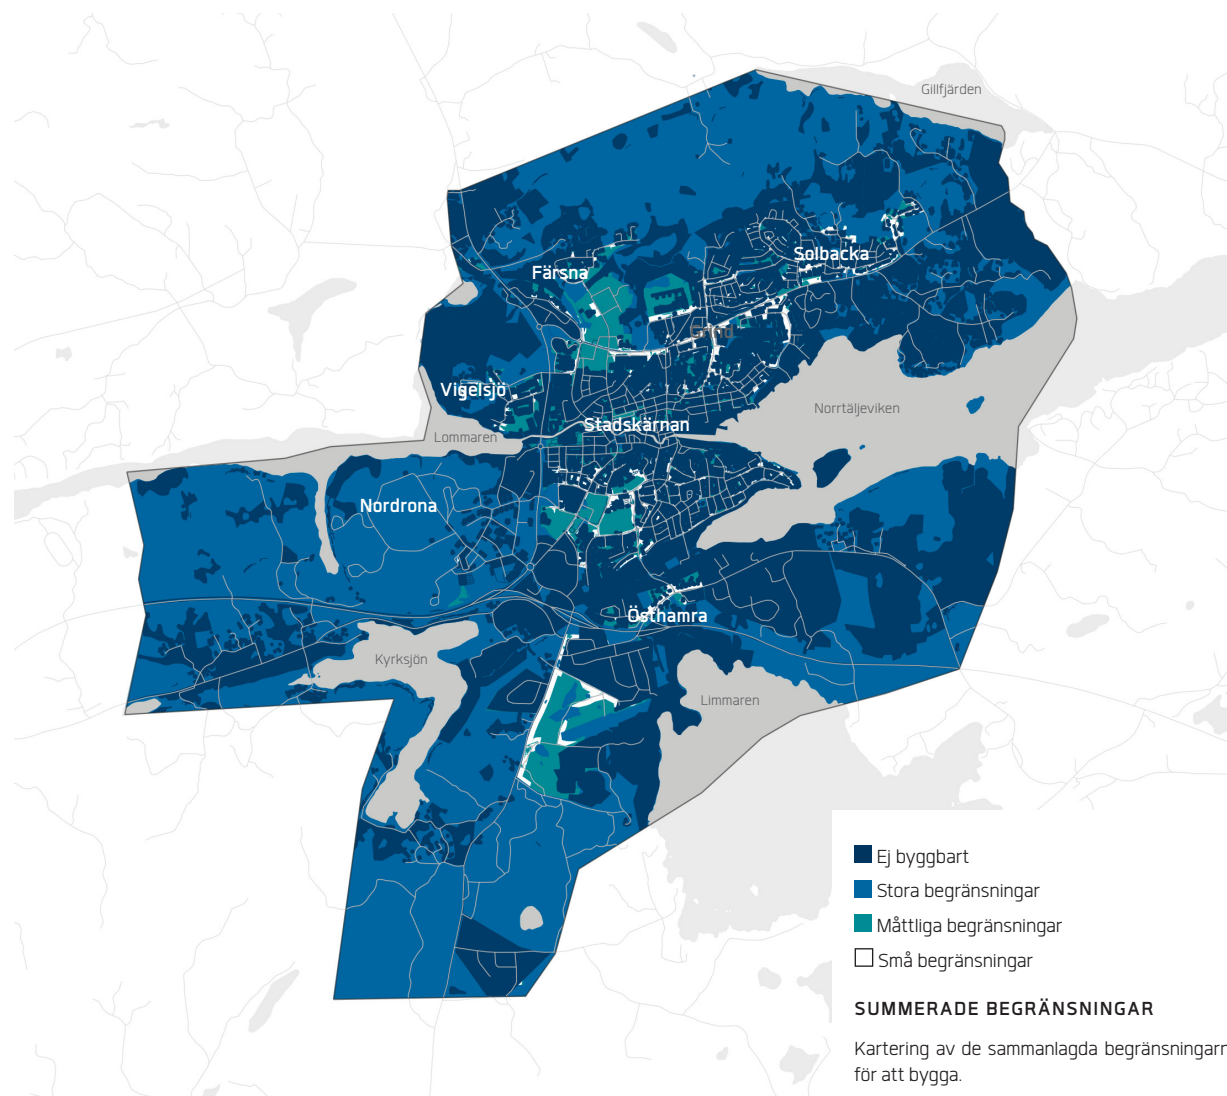 Gillfjärden
Solbacka
Färsna
Grind
Vigelsjö
Norrtäljeviken
Stadskärnan
Lommaren
Nordrona
Östhamra
Kyrksjön
Limmaren
Ej byggbart
Stora begränsningar
Måttliga begränsningar
Små begränsningar
SUMMERADE BEGRÄNSNINGAR
Kartering av de sammanlagda begränsningarn
för att bygga.